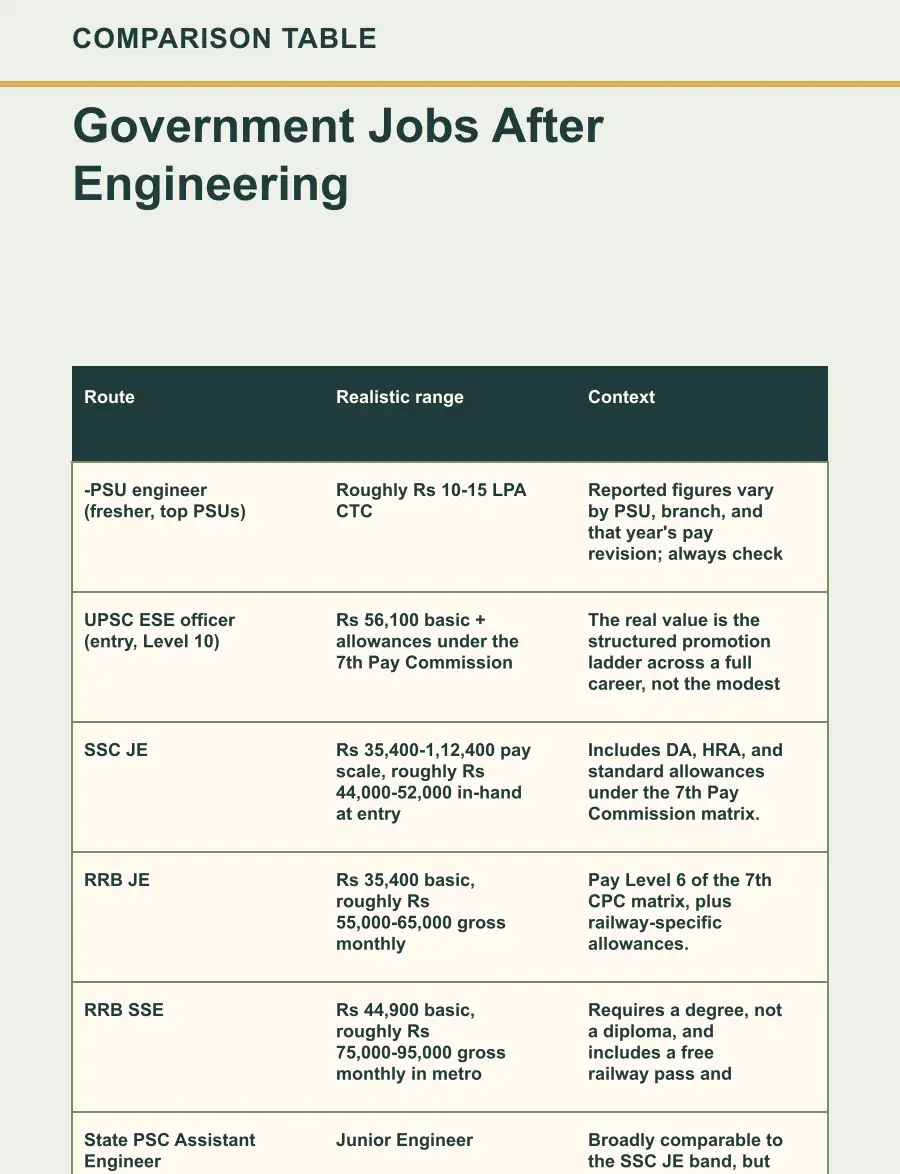 COMPARISON TABLE
Government Jobs After
Engineering
Route
Realistic range
Context
-PSU engineer
(fresher, top PSUs)
Roughly Rs 10-15 LPA
CTC
Reported figures vary
by PSU, branch, and
that year's pay
revision; always check
UPSC ESE officer
(entry, Level 10)
Rs 56,100 basic +
allowances under the
7th Pay Commission
The real value is the
structured promotion
ladder across a full
career, not the modest
SSC JE
Rs 35,400-1,12,400 pay
scale, roughly Rs
44,000-52,000 in-hand
at entry
Includes DA, HRA, and
standard allowances
under the 7th Pay
Commission matrix.
RRB JE
Rs 35,400 basic,
roughly Rs
55,000-65,000 gross
monthly
Pay Level 6 of the 7th
CPC matrix, plus
railway-specific
allowances.
RRB SSE
Rs 44,900 basic,
roughly Rs
75,000-95,000 gross
monthly in metro
Requires a degree, not
a diploma, and
includes a free
railway pass and
State PSC Assistant
Engineer
Junior Engineer
Broadly comparable to
the SSC JE band, but